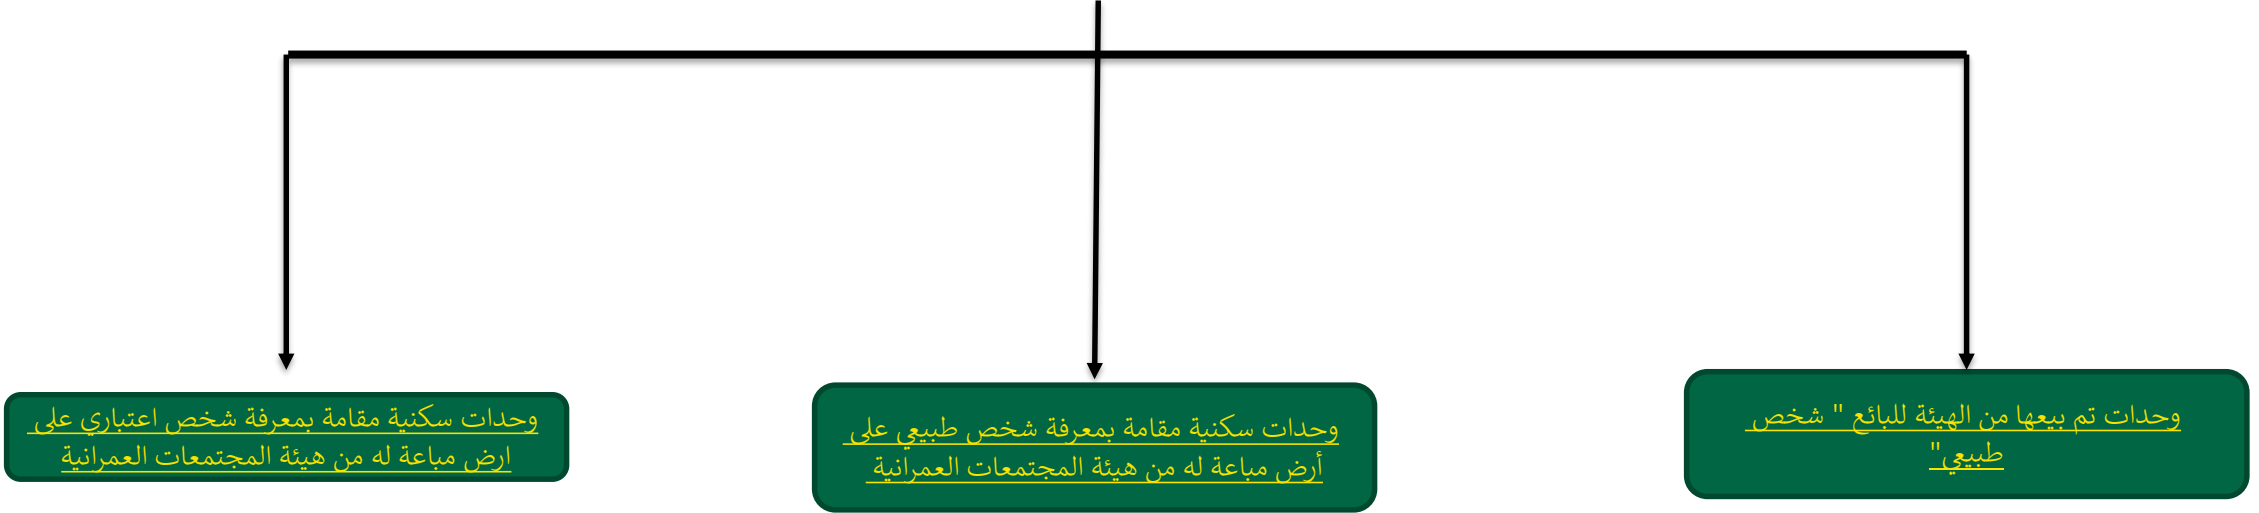 وحدات تم بيعها من الهيئة للبائع " شخص
طبيعي"
وحدات سكنية مقامة بمعرفة شخص طبيعي على
أرض مباعة له من هيئة المجتمعات العمرانية
وحدات سكنية مقامة بمعرفة شخص اعتباري على
ارض مباعة له من هيئة المجتمعات العمرانية